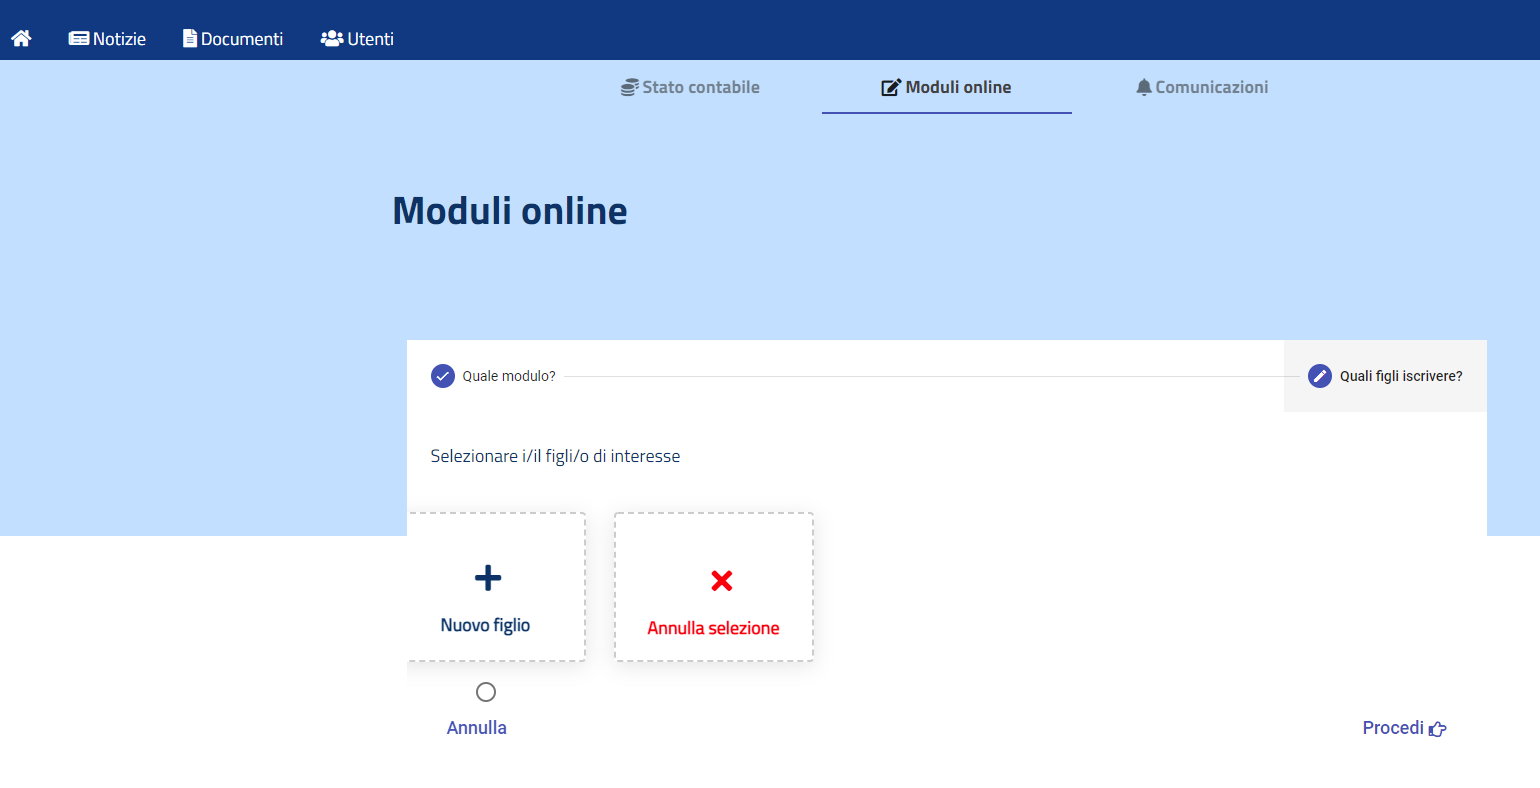 Notizie Documenti Utenti
Stato contabile Moduli online Comunicazioni
Moduli online
Quale modulo? Quali figli iscrivere?
Selezionare i/il figli/o di interesse
Nuovo figlio Annulla selezione
Annulla Procedi